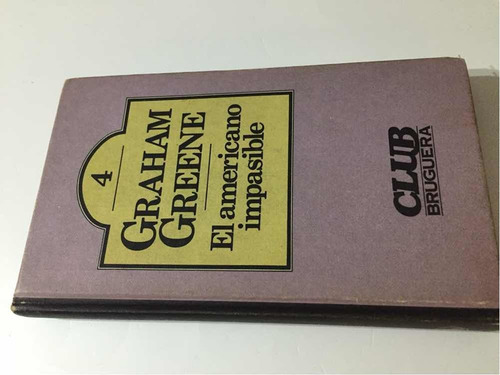 4
GRAHAM
GREENE
El americano
impasible
CLUB
BRUGUERA